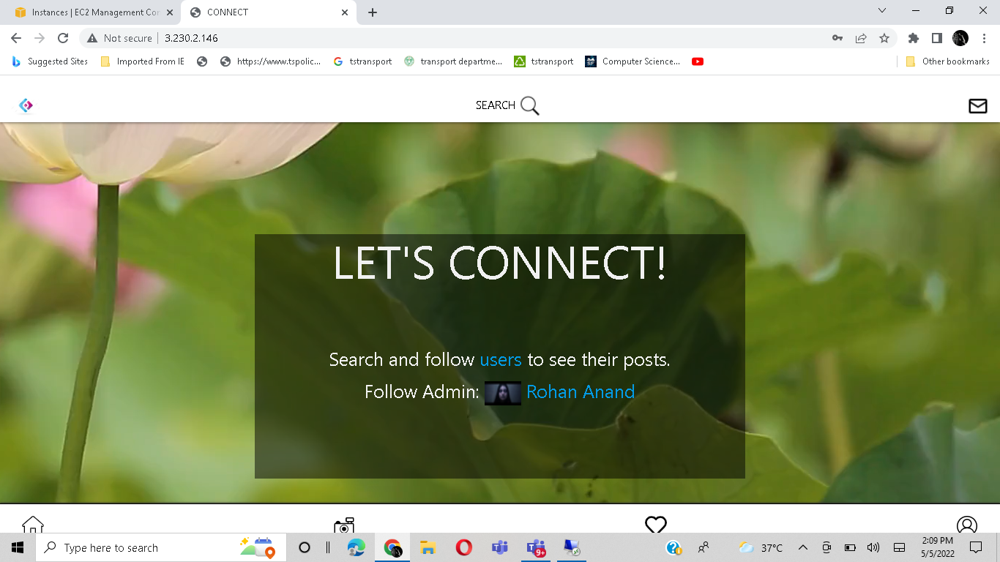 Instances | EC2 Management Con
CONNECT
Not secure
3.230.2.146
Suggested Sites
Imported From IE
https://www.tspolic...
tstransport
transport departme...
tstransport
Computer Science...
Other bookmarks
SEARCH
LET'S CONNECT!
Search and follow users to see their posts.
Follow Admin: Rohan Anand
Type here to search
9+
37°C
2:09 PM
5/5/2022